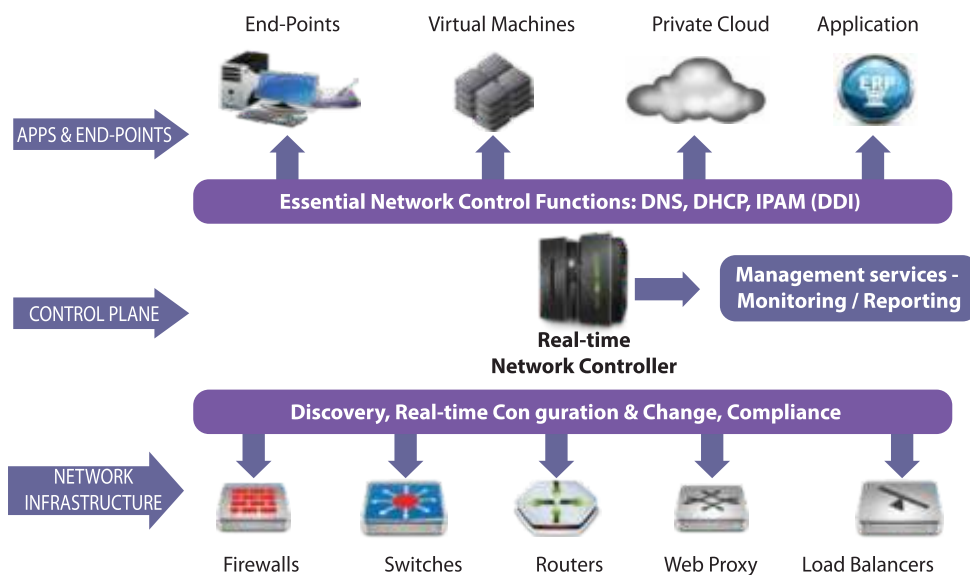 End-Points
Virtual Machines
Private Cloud
Application
ERP
APPS & END-POINTS
Essential Network Control Functions: DNS, DHCP, IPAM (DDI)
Management services -
Monitoring / Reporting
CONTROL PLANE
Real-time
Network Controller
Discovery, Real-time Con guration & Change, Compliance
NETWORK
INFRASTRUCTURE
Firewalls
Switches
Routers
Web Proxy
Load Balancers